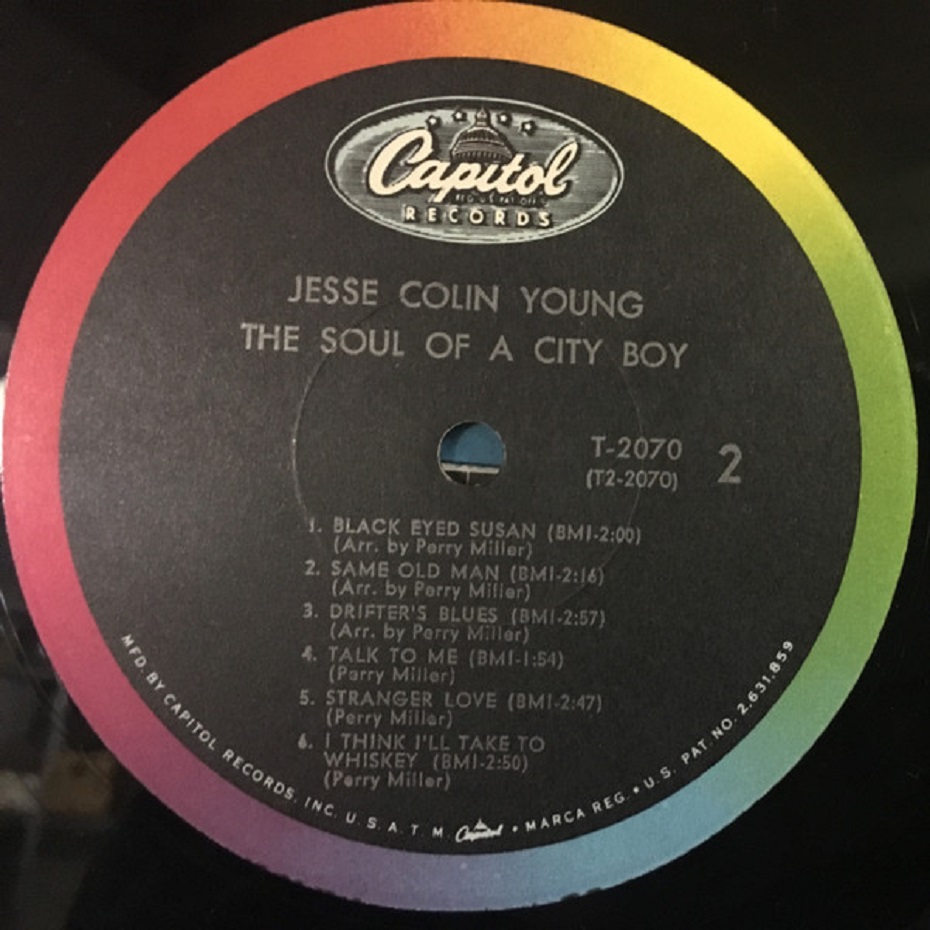 Capitol
REG. U.S. PAT. OFF.
RECORDS
JESSE COLIN YOUNG
THE SOUL OF A CITY BOY
T-2070
(T2-2070)
2
1. BLACK EYED SUSAN (BMI-2:00)
(Arr. by Perry Miller)
2. SAME OLD MAN (BMI-2:16)
(Arr. by Perry Miller)
3. DRIFTER'S BLUES (BMI-2:57)
(Arr. by Perry Miller)
4. TALK TO ME (BMI-1:54)
(Perry Miller)
5. STRANGER LOVE (BMI-2:47)
(Perry Miller)
6. I THINK I'LL TAKE TO
WHISKEY (BMI-2:50)
(Perry Miller)
MFD. BY CAPITOL RECORDS, INC. U.S.A. T.M. Capitol • MARCA REG. • U.S. PAT. NO. 2,631,859